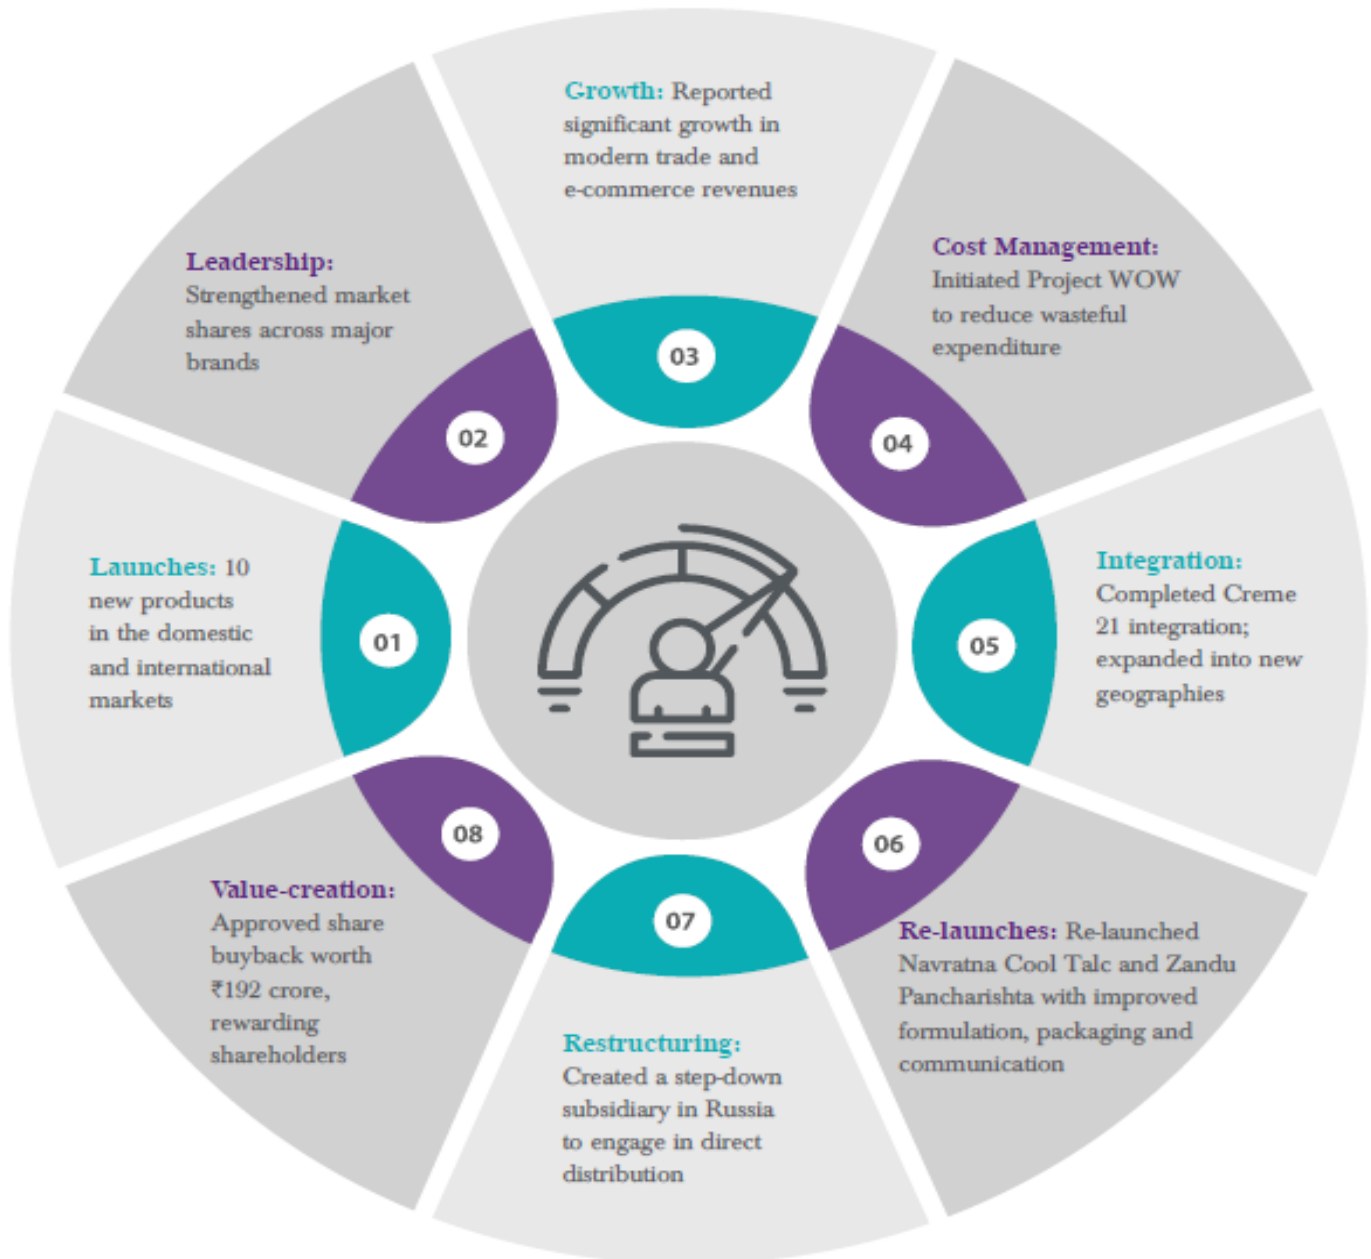 01
Launches: 10
new products
in the domestic
and international
markets
02
Leadership:
Strengthened market
shares across major
brands
03
Growth: Reported
significant growth in
modern trade and
e-commerce revenues
04
Cost Management:
Initiated Project WOW
to reduce wasteful
expenditure
05
Integration:
Completed Creme
21 integration;
expanded into new
geographies
06
Re-launches: Re-launched
Navratna Cool Talc and Zandu
Pancharishta with improved
formulation, packaging and
communication
07
Restructuring:
Created a step-down
subsidiary in Russia
to engage in direct
distribution
08
Value-creation:
Approved share
buyback worth
₹192 crore,
rewarding
shareholders